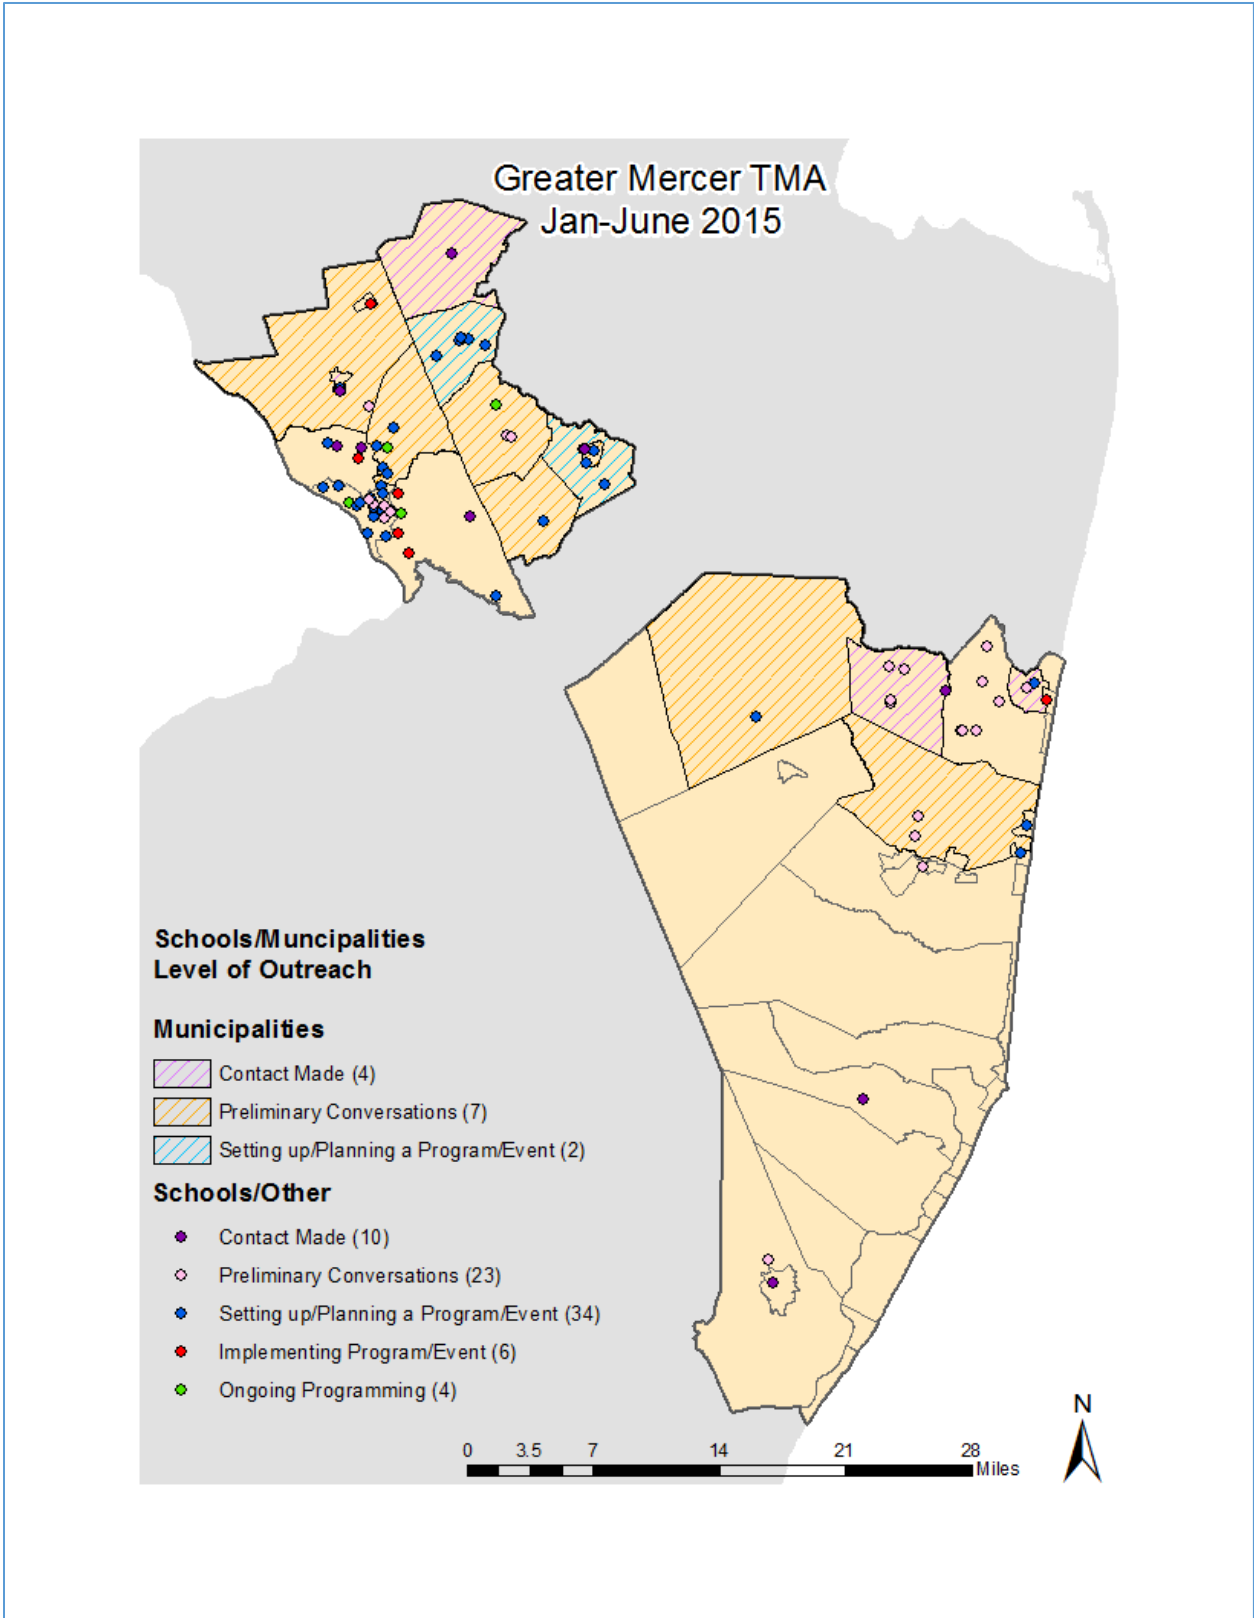 Greater Mercer TMA
Jan-June 2015
Schools/Muncipalities
Level of Outreach
Municipalities
Contact Made (4)
Preliminary Conversations (7)
Setting up/Planning a Program/Event (2)
Schools/Other
Contact Made (10)
Preliminary Conversations (23)
Setting up/Planning a Program/Event (34)
Implementing Program/Event (6)
Ongoing Programming (4)
N
0 3.5 7 14 21 28
Miles